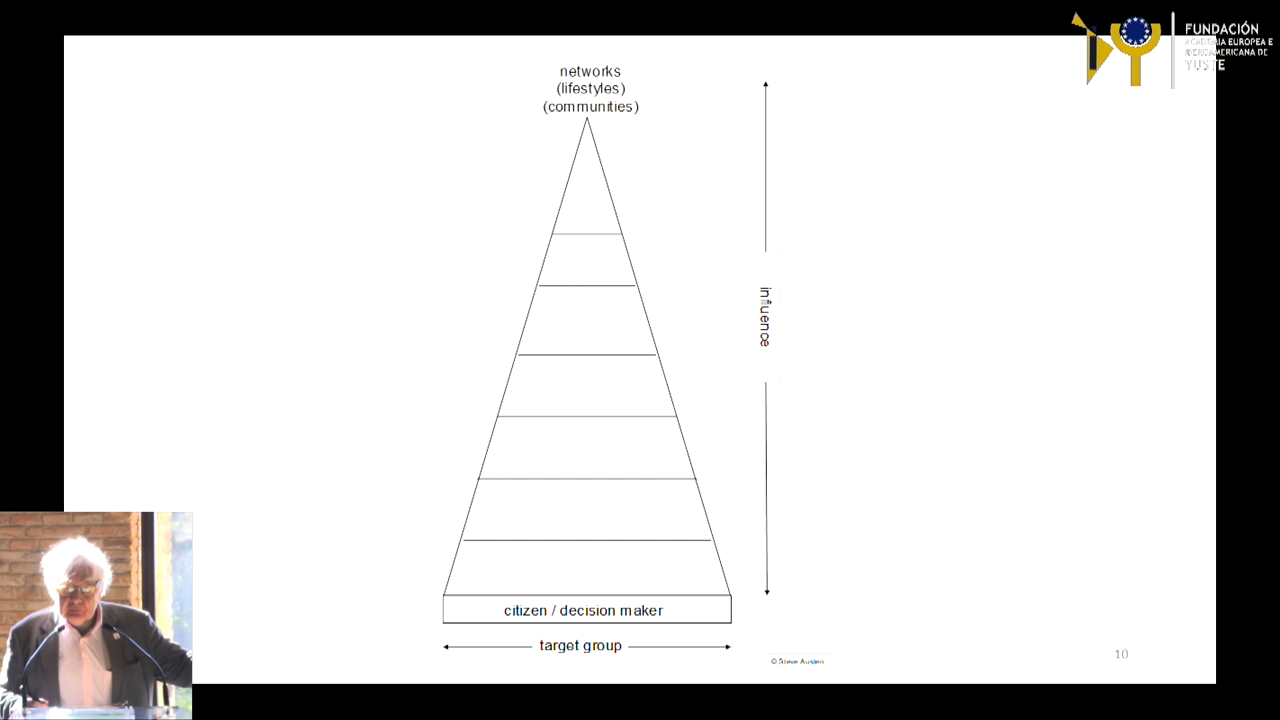 FUNDACIÓN
ACADEMIA EUROPEA E
IBEROAMERICANA DE
YUSTE
networks
(lifestyles)
(communities)
influence
citizen / decision maker
target group
© Steve Austen
10